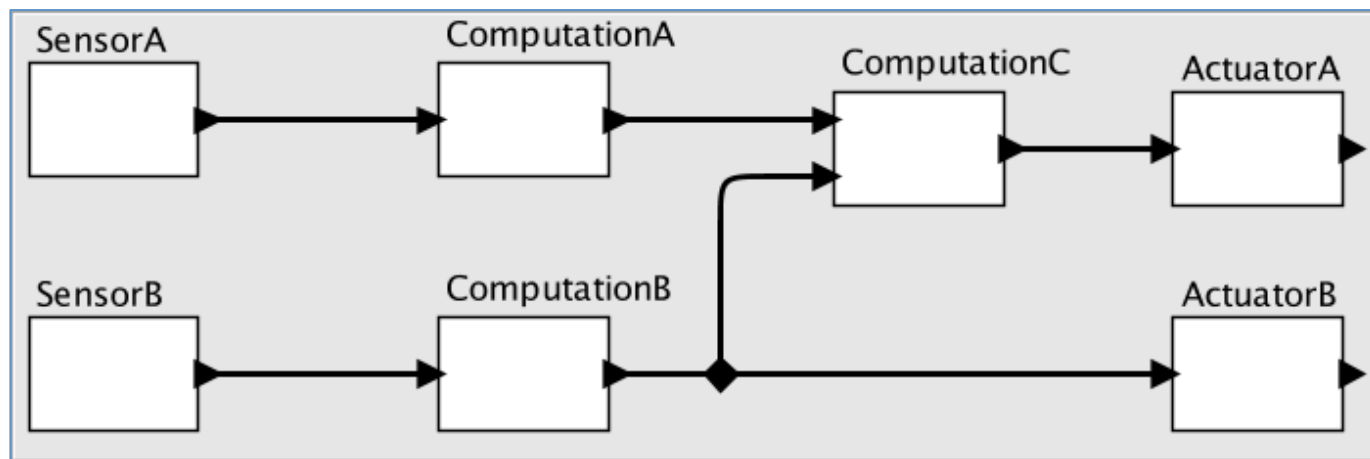 SensorA
ComputationA
ComputationC
ActuatorA
SensorB
ComputationB
ActuatorB